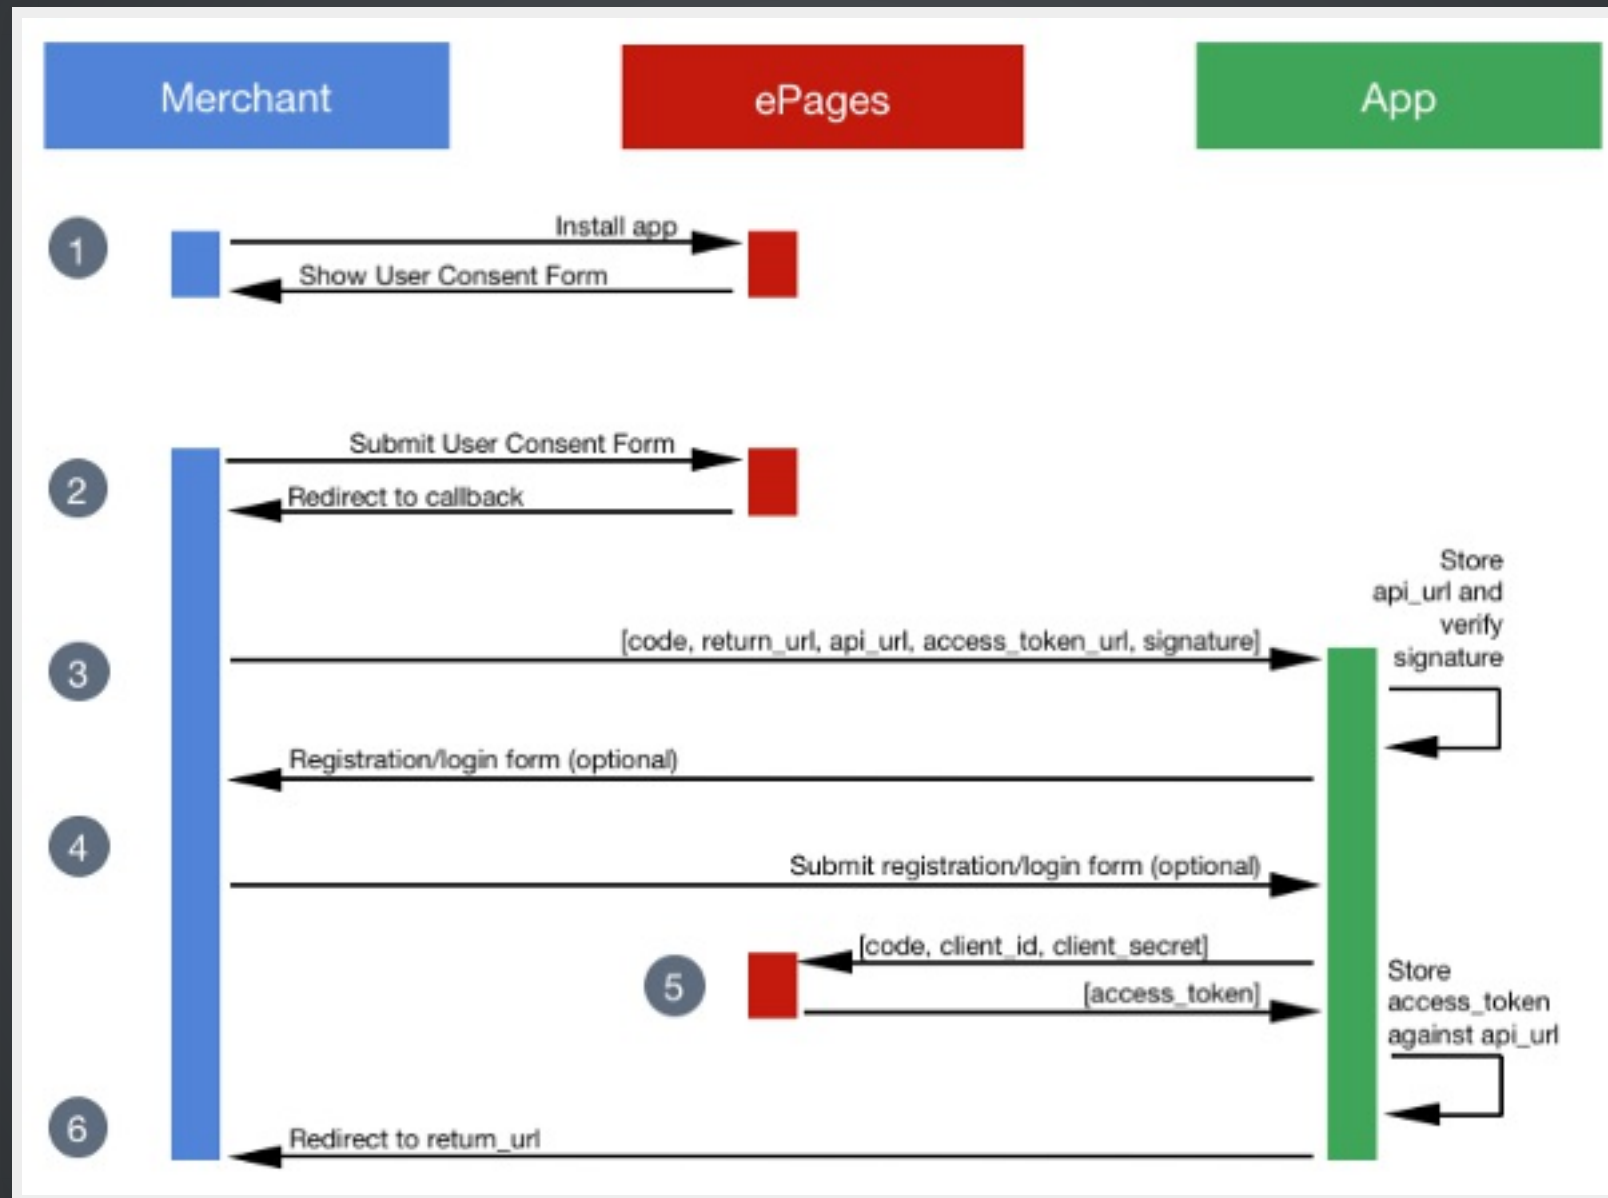 Merchant
ePages
App
1
Install app
Show User Consent Form
2
Submit User Consent Form
Redirect to callback
Store
api_url and
verify
signature
3
[code, return_url, api_url, access_token_url, signature]
Registration/login form (optional)
4
Submit registration/login form (optional)
5
[code, client_id, client_secret]
[access_token]
Store
access_token
against api_url
6
Redirect to return_url